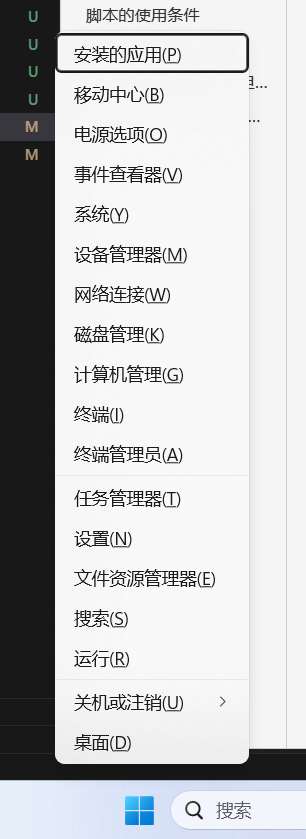 U
脚本的使用条件
U
U
U
M
M
安装的应用(P)
移动中心(B)
电源选项(O)
事件查看器(V)
系统(Y)
设备管理器(M)
网络连接(W)
磁盘管理(K)
计算机管理(G)
终端(I)
终端管理员(A)
任务管理器(T)
设置(N)
文件资源管理器(E)
搜索(S)
运行(R)
关机或注销(U)
桌面(D)
搜索